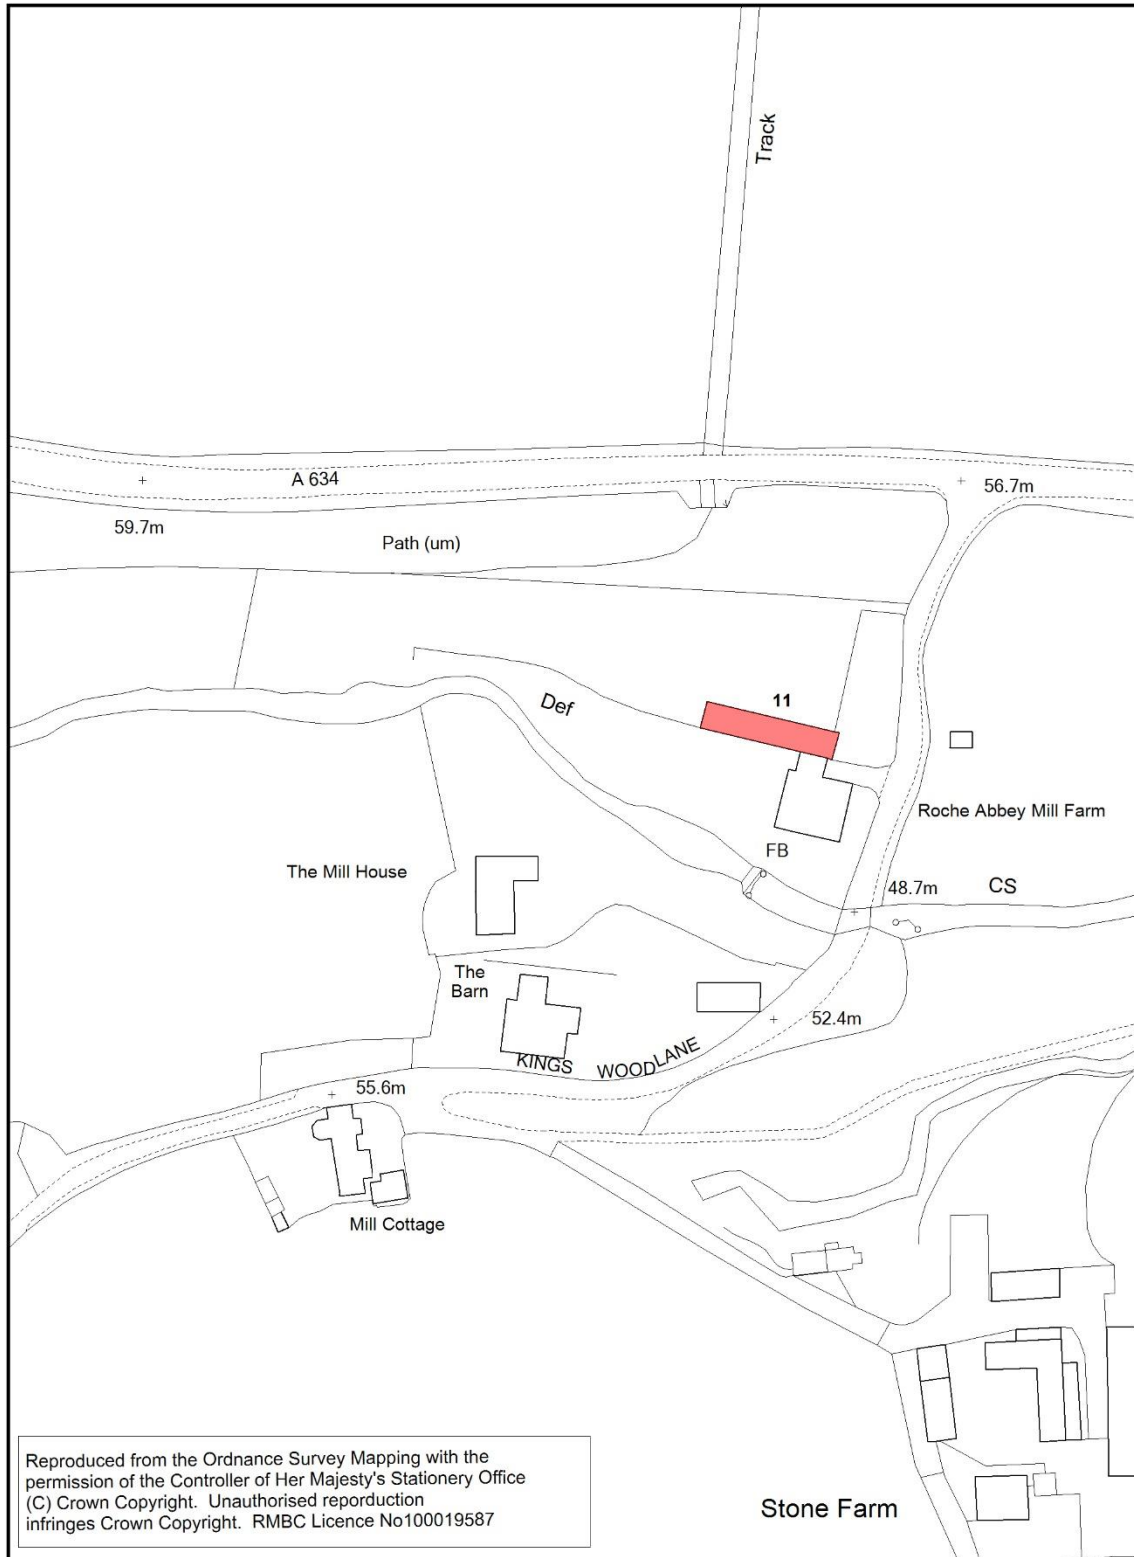 Track
A 634
56.7m
59.7m
Path (um)
11
Def
Roche Abbey Mill Farm
FB
The Mill House
48.7m
CS
The
Barn
52.4m
KINGS WOODLANE
55.6m
Mill Cottage
Reproduced from the Ordnance Survey Mapping with the
permission of the Controller of Her Majesty's Stationery Office
(C) Crown Copyright. Unauthorised reporduction
infringes Crown Copyright. RMBC Licence No100019587
Stone Farm